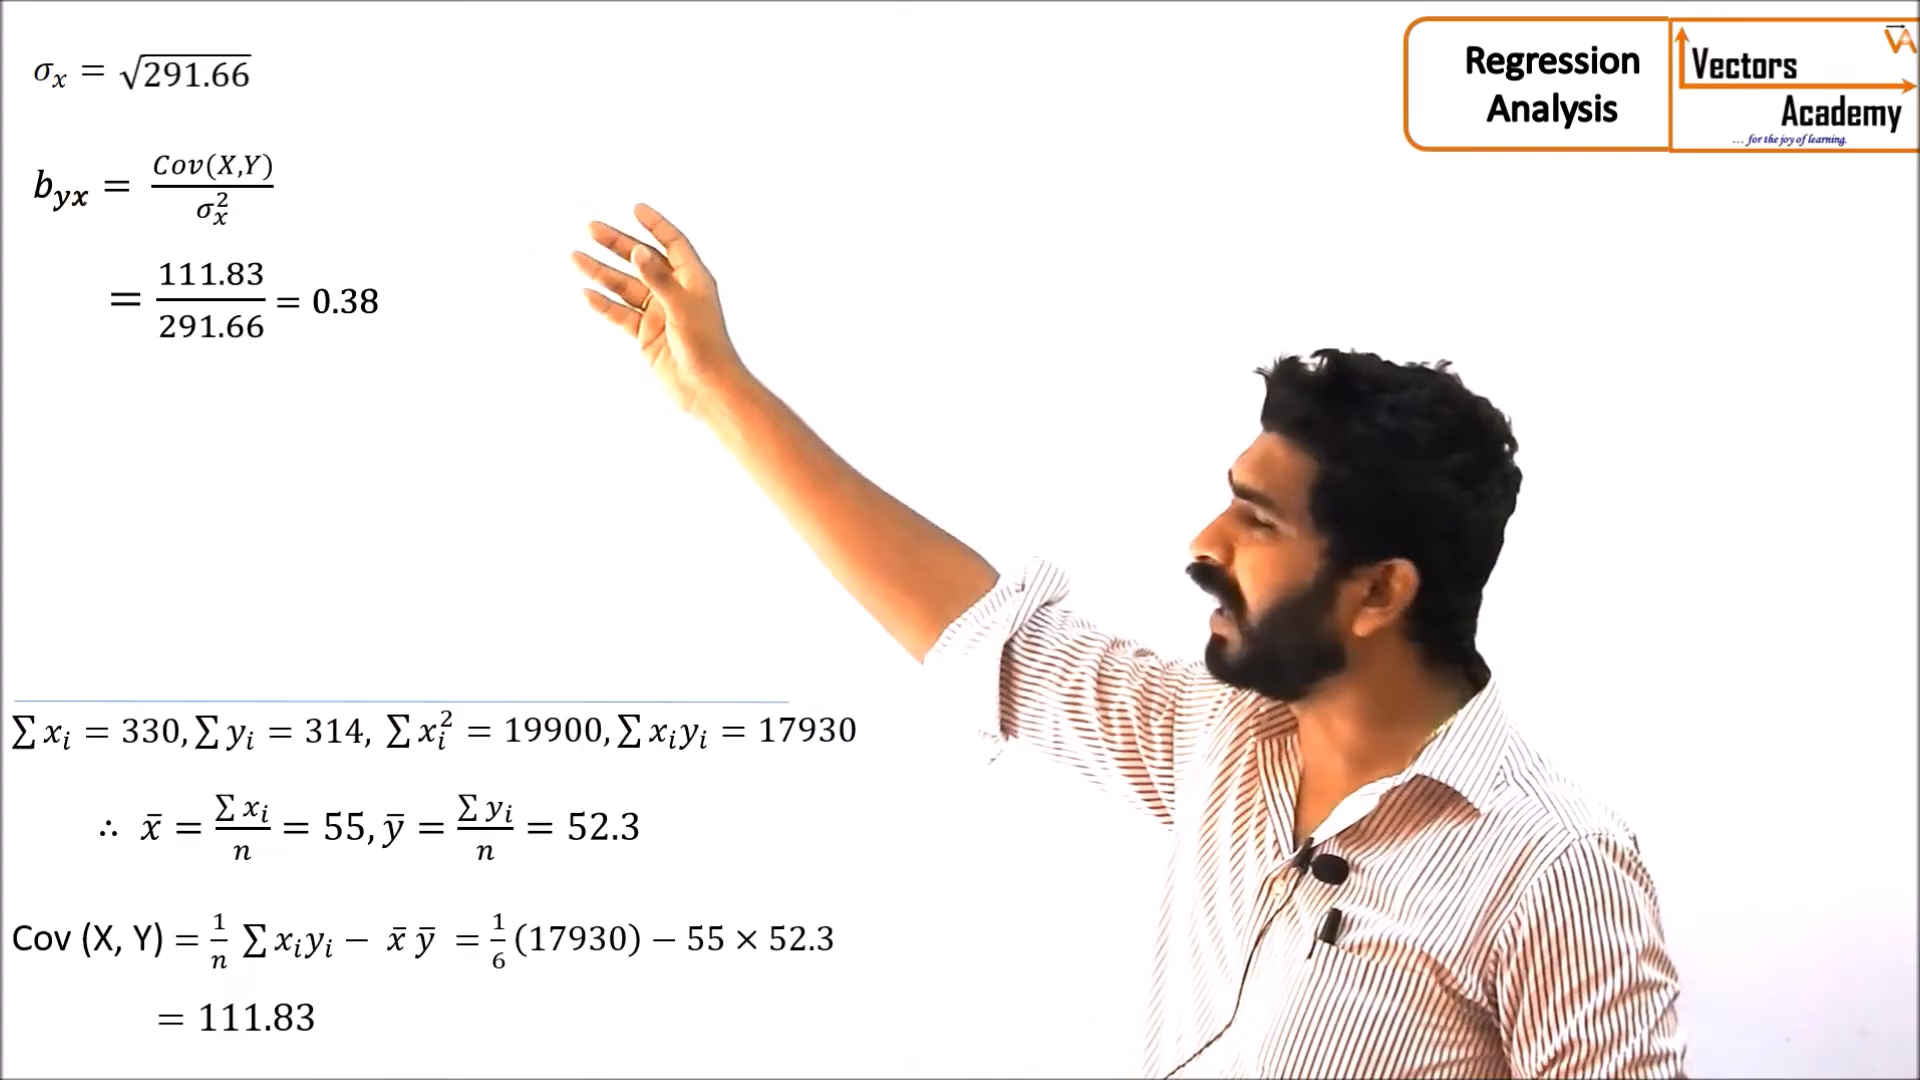 σₓ = √291.66
b_yx = Cov(X,Y) / σₓ²
= 111.83 / 291.66 = 0.38
Regression
Analysis
VA
Vectors
Academy
... for the joy of learning.
∑ xᵢ = 330, ∑ yᵢ = 314, ∑ xᵢ² = 19900, ∑ xᵢyᵢ = 17930
∴ x̄ = ∑ xᵢ / n = 55, ȳ = ∑ yᵢ / n = 52.3
Cov (X, Y) = 1/n ∑ xᵢyᵢ − x̄ ȳ = 1/6 (17930) − 55 × 52.3
= 111.83